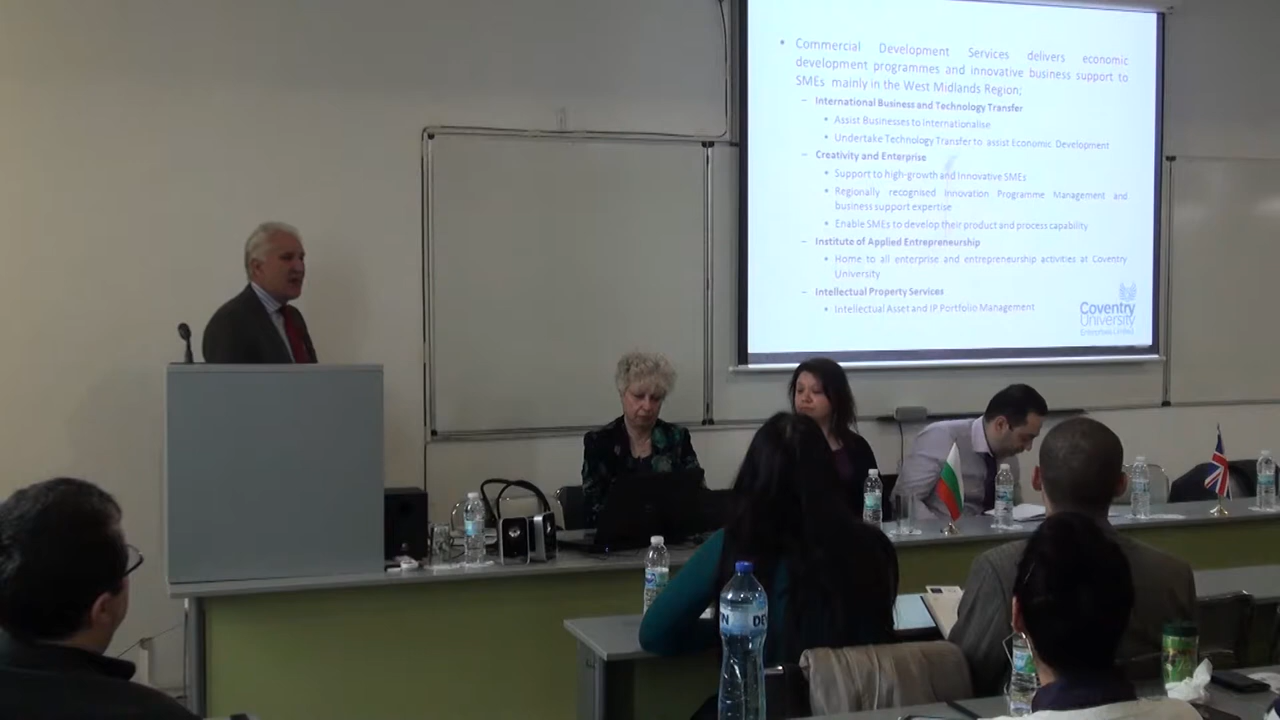 • Commercial Development Services delivers economic
development programmes and innovative business support to
SMEs mainly in the West Midlands Region;
– International Business and Technology Transfer
• Assist Businesses to Internationalise
• Undertake Technology Transfer to assist Economic Development
– Creativity and Enterprise
• Support to high-growth and Innovative SMEs
• Regionally recognised Innovation Programme Management and
business support expertise
• Enable SMEs to develop their product and process capability
– Institute of Applied Entrepreneurship
• Home to all enterprise and entrepreneurship activities at Coventry
University
– Intellectual Property Services
• Intellectual Asset and IP Portfolio Management
Coventry
University
Enterprises Limited